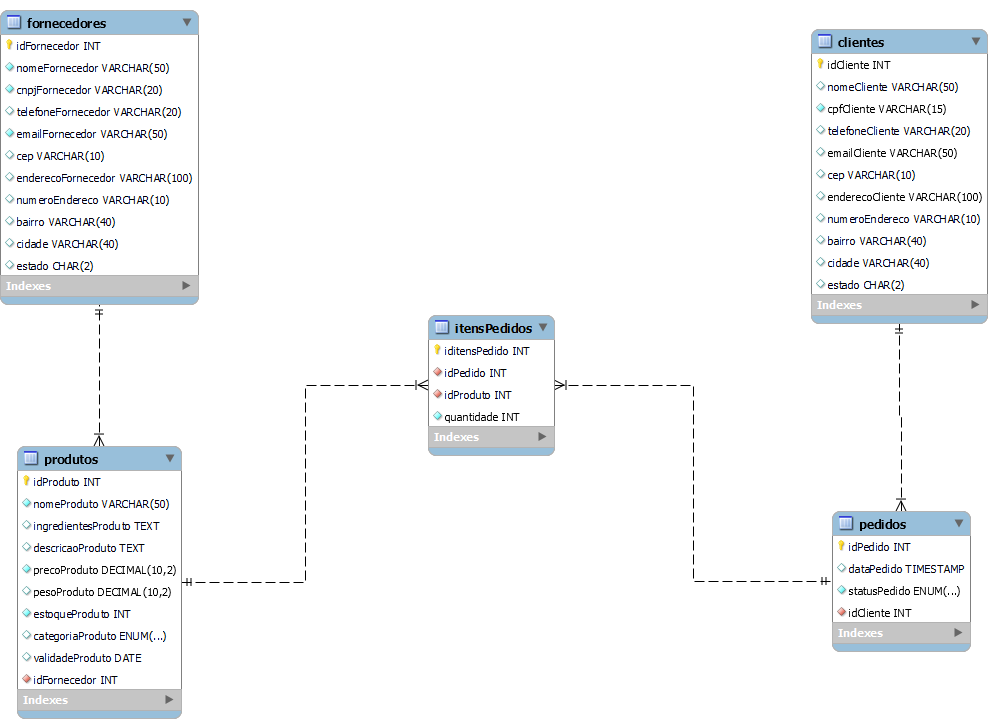 fornecedores
idFornecedor INT
nomeFornecedor VARCHAR(50)
cnpjFornecedor VARCHAR(20)
telefoneFornecedor VARCHAR(20)
emailFornecedor VARCHAR(50)
cep VARCHAR(10)
enderecoFornecedor VARCHAR(100)
numeroEndereco VARCHAR(10)
bairro VARCHAR(40)
cidade VARCHAR(40)
estado CHAR(2)
Indexes
clientes
idCliente INT
nomeCliente VARCHAR(50)
cpfCliente VARCHAR(15)
telefoneCliente VARCHAR(20)
emailCliente VARCHAR(50)
cep VARCHAR(10)
enderecoCliente VARCHAR(100)
numeroEndereco VARCHAR(10)
bairro VARCHAR(40)
cidade VARCHAR(40)
estado CHAR(2)
Indexes
itensPedidos
iditensPedido INT
idPedido INT
idProduto INT
quantidade INT
Indexes
produtos
idProduto INT
nomeProduto VARCHAR(50)
ingredientesProduto TEXT
descricaoProduto TEXT
precoProduto DECIMAL(10,2)
pesoProduto DECIMAL(10,2)
estoqueProduto INT
categoriaProduto ENUM(...)
validadeProduto DATE
idFornecedor INT
Indexes
pedidos
idPedido INT
dataPedido TIMESTAMP
statusPedido ENUM(...)
idCliente INT
Indexes